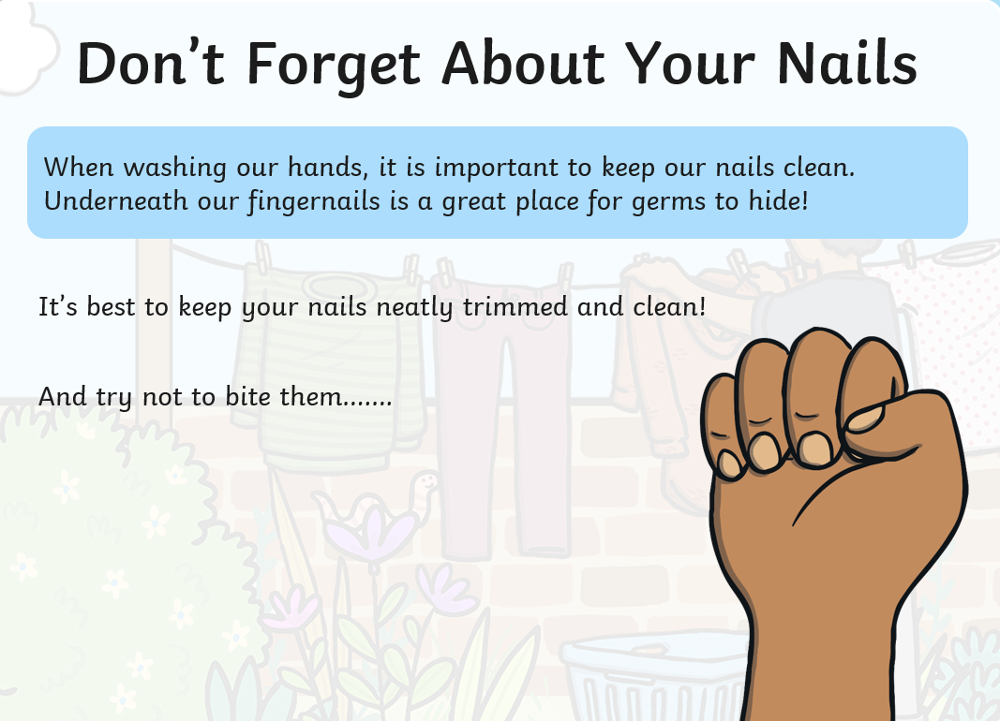 Don't Forget About Your Nails
When washing our hands, it is important to keep our nails clean.
Underneath our fingernails is a great place for germs to hide!
It's best to keep your nails neatly trimmed and clean!
And try not to bite them.......